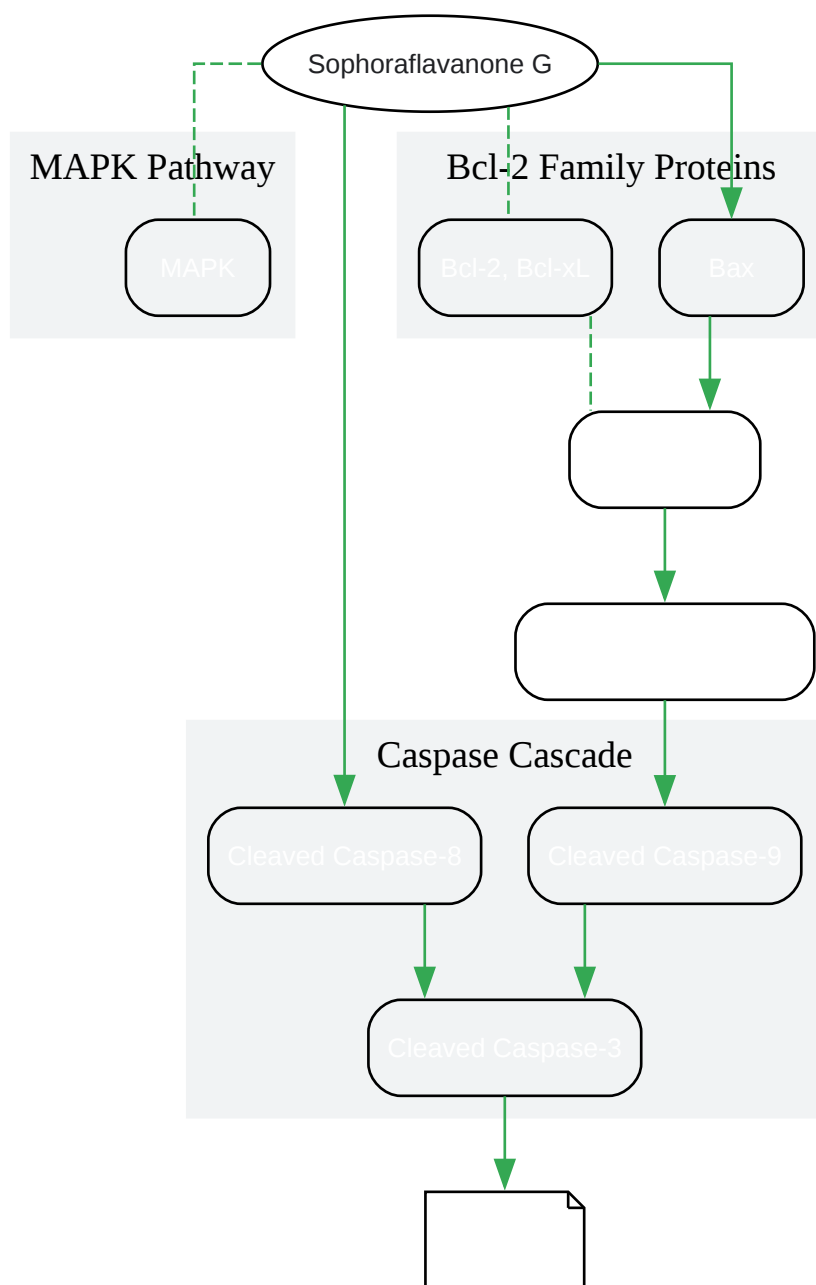 Sophoraflavanone G
MAPK Pathway
Bcl-2 Family Proteins
MAPK
Bcl-2, Bcl-xL
Bax
Caspase Cascade
Cleaved Caspase-8
Cleaved Caspase-9
Cleaved Caspase-3